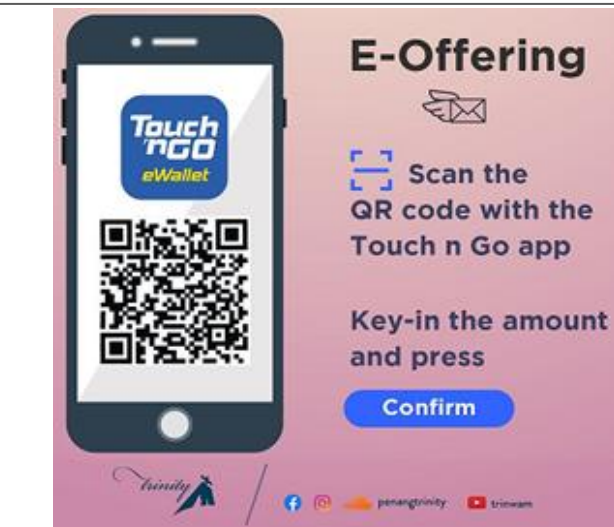 Touch
'nGO
eWallet
E-Offering
Scan the
QR code with the
Touch n Go app
Key-in the amount
and press
Confirm
trinity
penangtrinity
trinwam